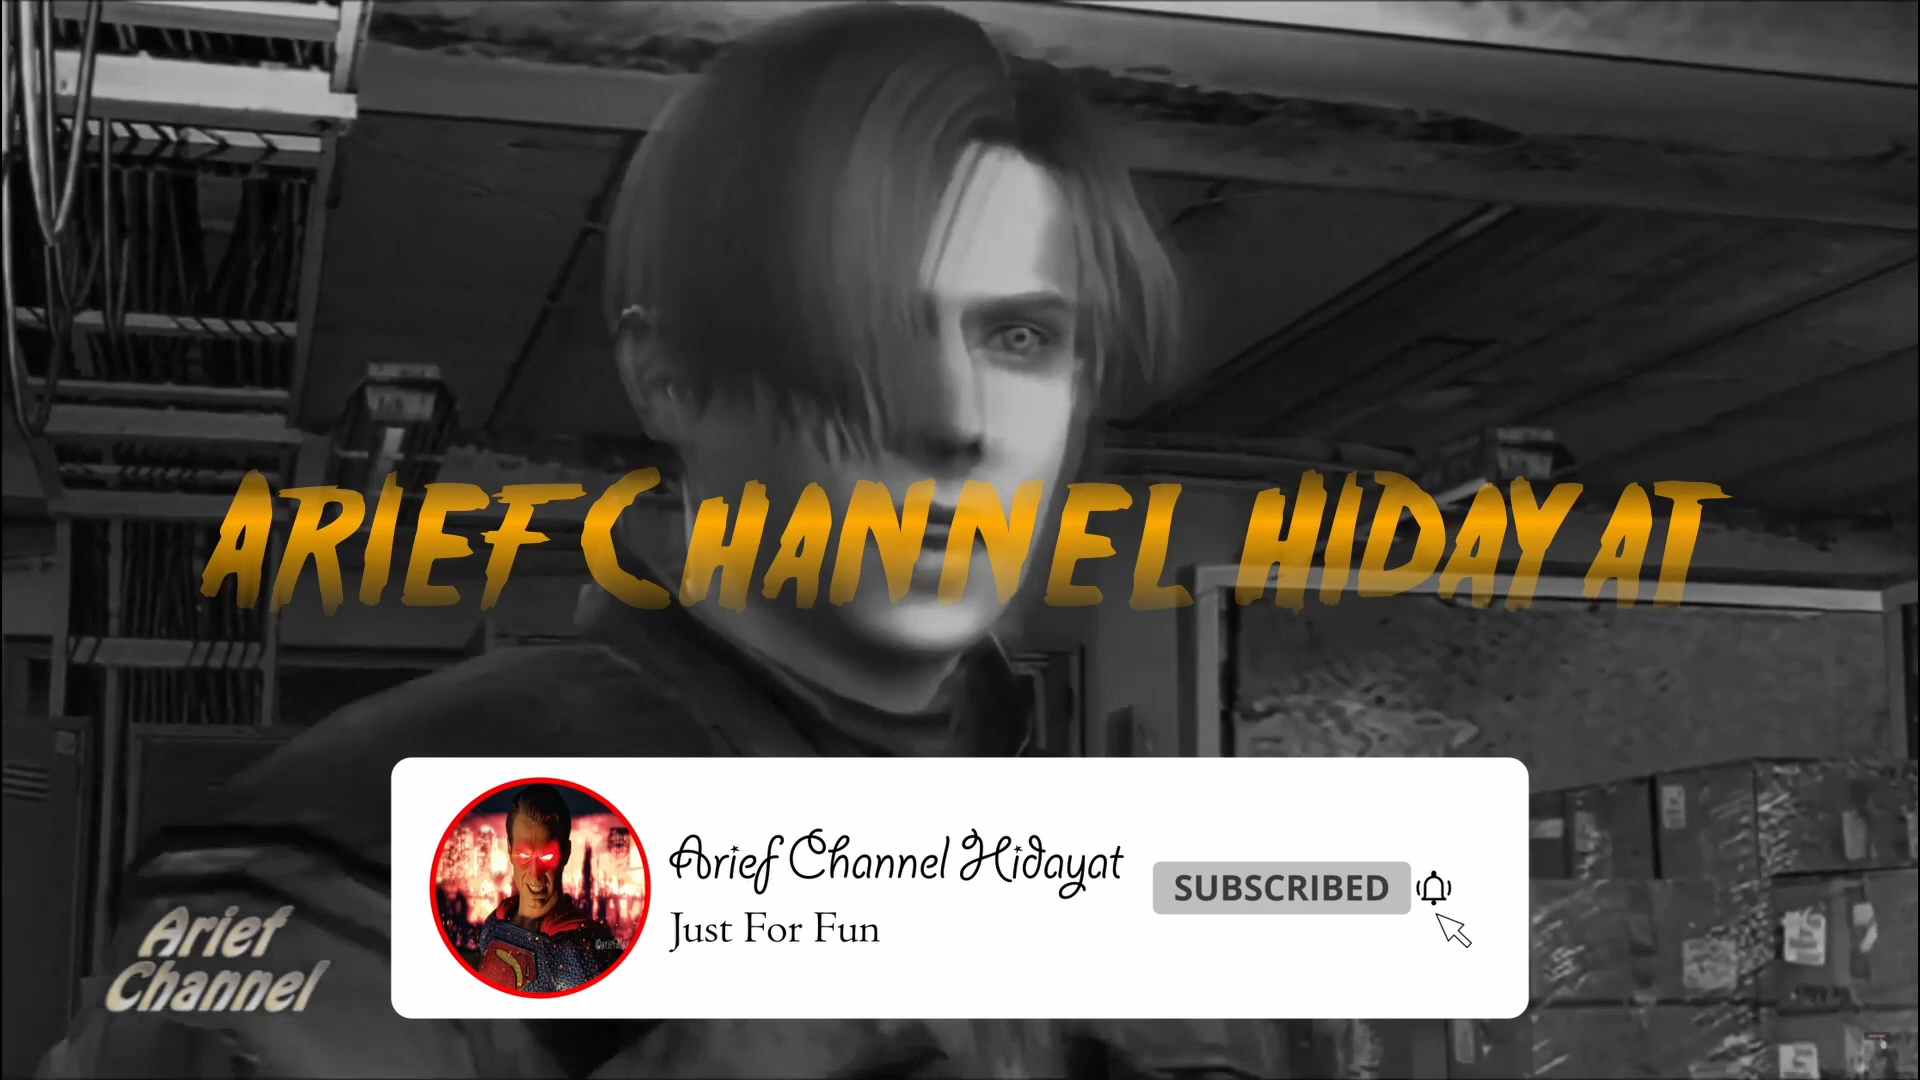 ARIEF CHANNEL HIDAYAT
Arief Channel Hidayat
SUBSCRIBED
Just For Fun
Arief
Channel